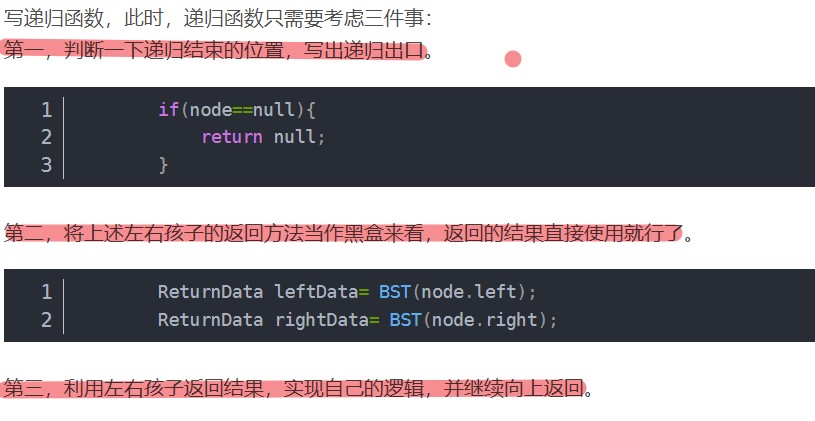 写递归函数，此时，递归函数只需要考虑三件事：
第一，判断一下递归结束的位置，写出递归出口。
1 if(node==null){
2 return null;
3 }
第二，将上述左右孩子的返回方法当作黑盒来看，返回的结果直接使用就行了。
1 ReturnData leftData= BST(node.left);
2 ReturnData rightData= BST(node.right);
第三，利用左右孩子返回结果，实现自己的逻辑，并继续向上返回。